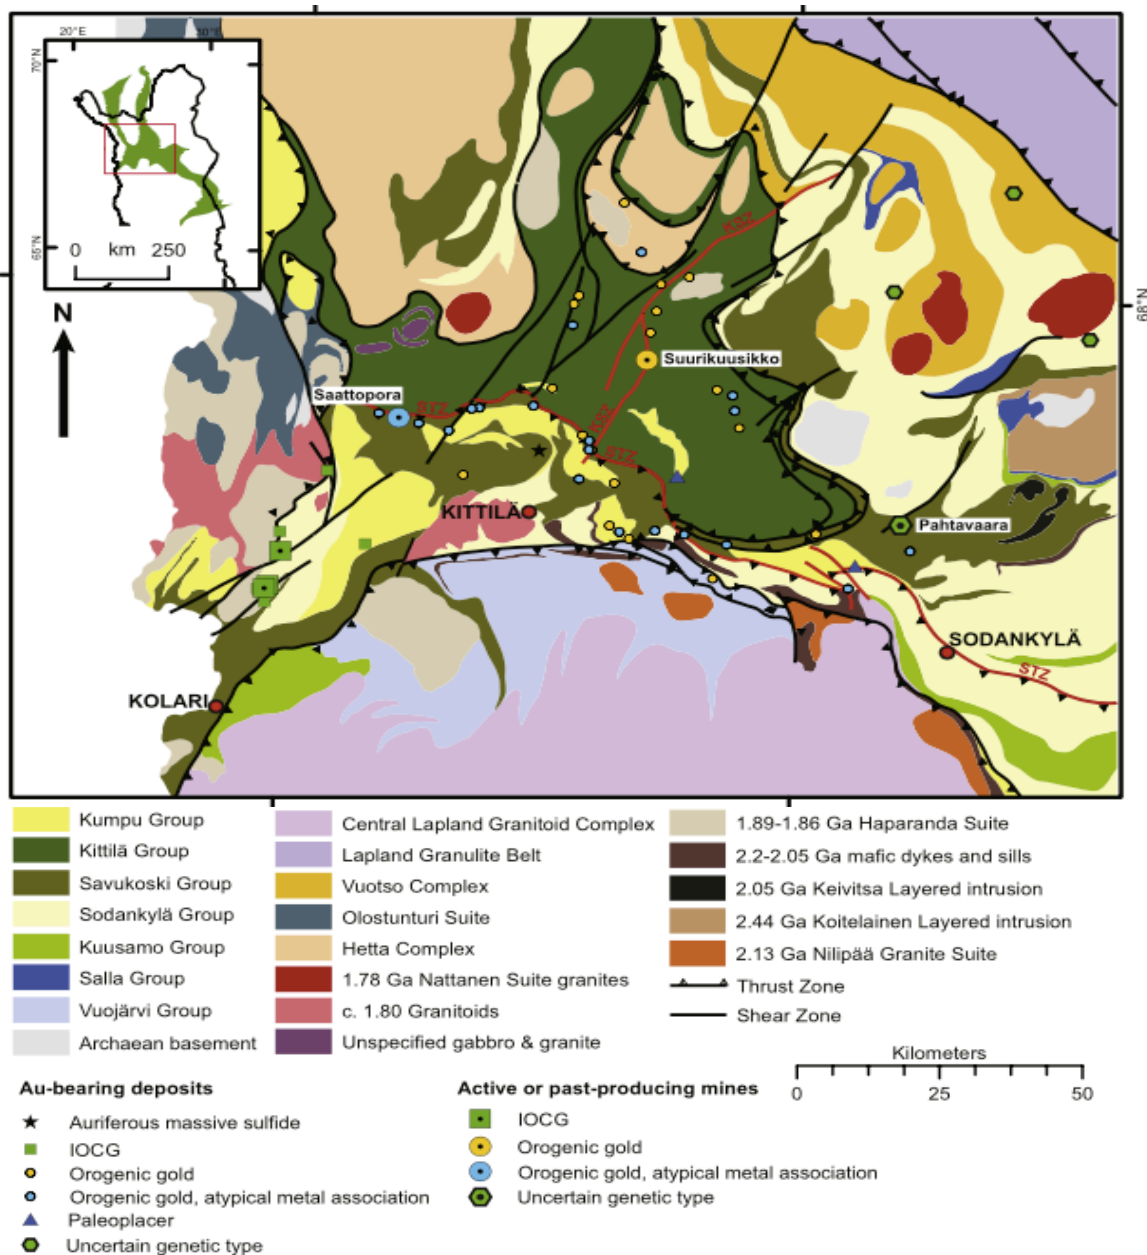 20°E
30°E
70°N
65°N
0 km 250
N
68°N
KSZ
Suurikuusikko
Saattopora
STZ
KSZ
STZ
KITTILÄ
Pahtavaara
SODANKYLÄ
STZ
KOLARI
Kumpu Group
Kittilä Group
Savukoski Group
Sodankylä Group
Kuusamo Group
Salla Group
Vuojärvi Group
Archaean basement
Central Lapland Granitoid Complex
Lapland Granulite Belt
Vuotso Complex
Olostunturi Suite
Hetta Complex
1.78 Ga Nattanen Suite granites
c. 1.80 Granitoids
Unspecified gabbro & granite
1.89-1.86 Ga Haparanda Suite
2.2-2.05 Ga mafic dykes and sills
2.05 Ga Keivitsa Layered intrusion
2.44 Ga Koitelainen Layered intrusion
2.13 Ga Nilipää Granite Suite
Thrust Zone
Shear Zone
Kilometers
0 25 50
Au-bearing deposits
Auriferous massive sulfide
IOCG
Orogenic gold
Orogenic gold, atypical metal association
Paleoplacer
Uncertain genetic type
Active or past-producing mines
IOCG
Orogenic gold
Orogenic gold, atypical metal association
Uncertain genetic type